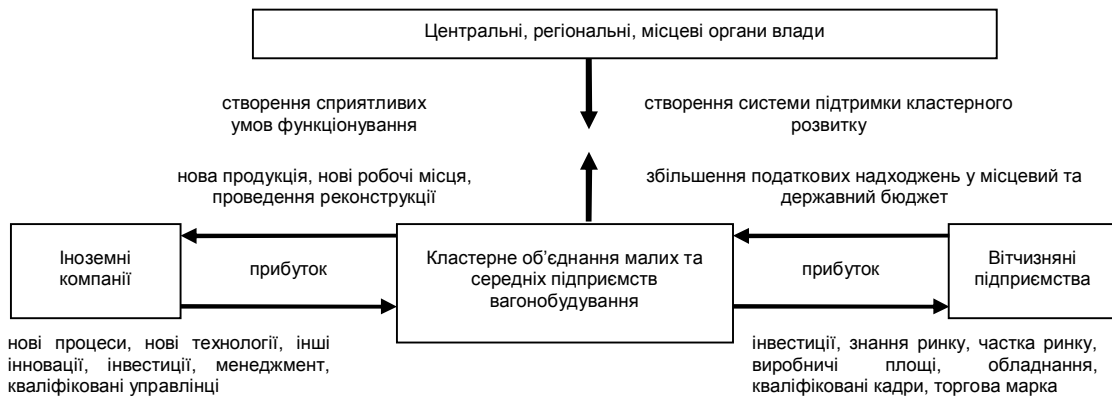 Центральні, регіональні, місцеві органи влади
створення сприятливих
умов функціонування
створення системи підтримки кластерного
розвитку
нова продукція, нові робочі місця,
проведення реконструкції
збільшення податкових надходжень у місцевий та
державний бюджет
Іноземні
компанії
прибуток
Кластерне об’єднання малих та
середніх підприємств
вагонобудування
прибуток
Вітчизняні
підприємства
нові процеси, нові технології, інші
інновації, інвестиції, менеджмент,
кваліфіковані управлінці
інвестиції, знання ринку, частка ринку,
виробничі площі, обладнання,
кваліфіковані кадри, торгова марка